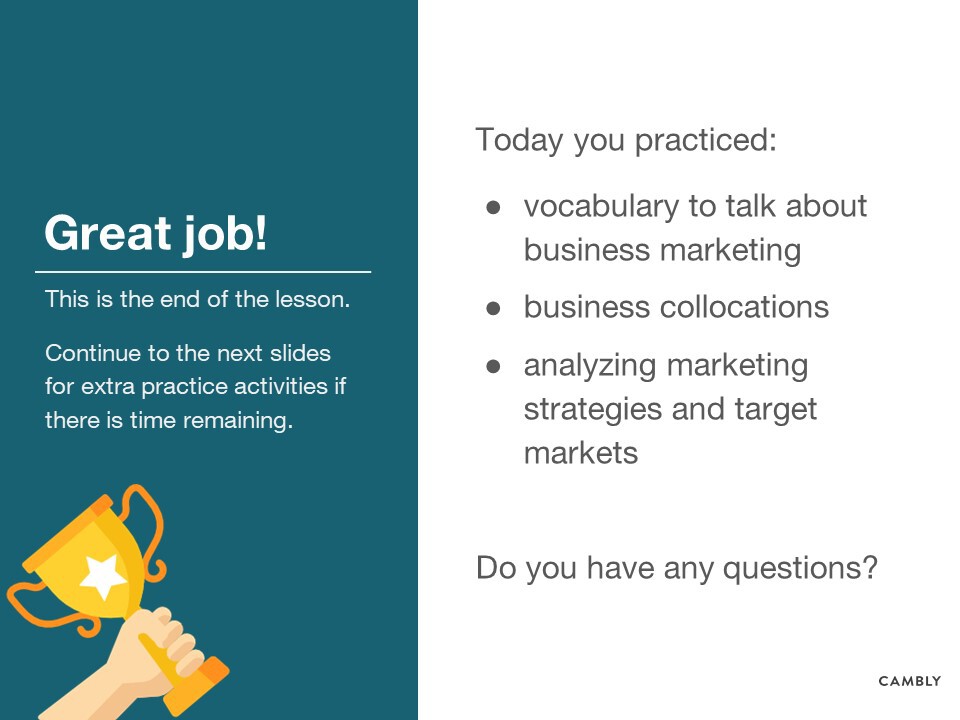 Great job!
This is the end of the lesson.
Continue to the next slides
for extra practice activities if
there is time remaining.
Today you practiced:
● vocabulary to talk about
business marketing
● business collocations
● analyzing marketing
strategies and target
markets
Do you have any questions?
CAMBLY